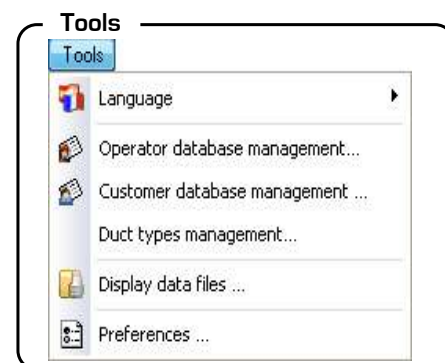 Tools
Tools
Language
Operator database management...
Customer database management ...
Duct types management...
Display data files ...
Preferences ...